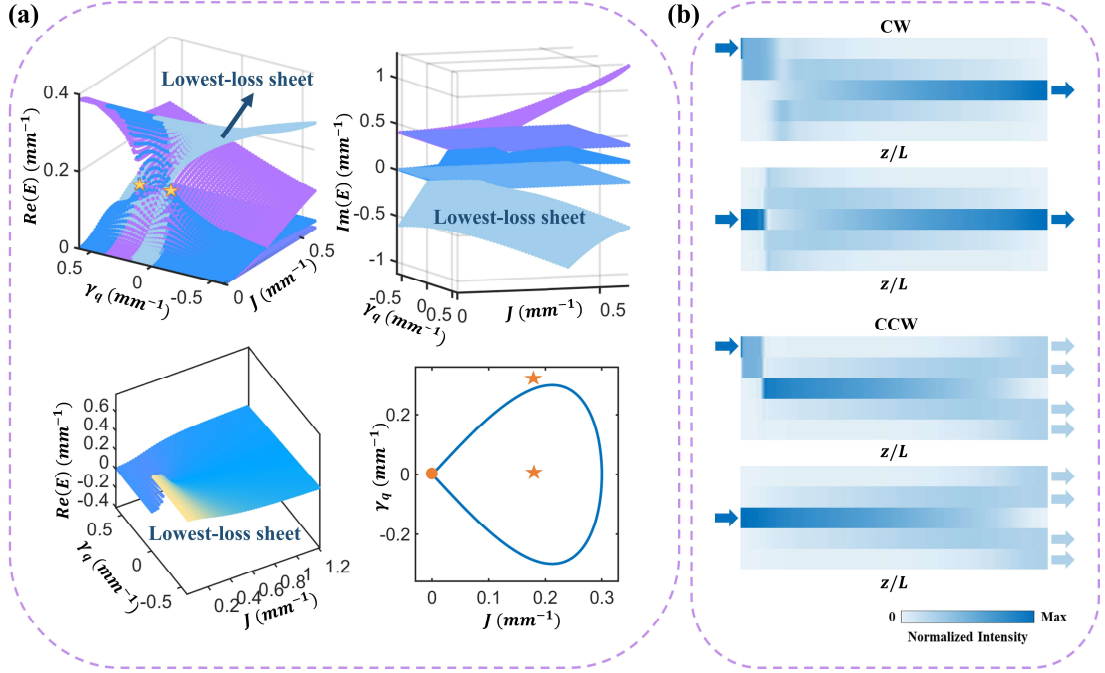 (a)
Lowest-loss sheet
Re(E) (mm⁻¹)
0.4
0.2
0
0.5
0
-0.5
γq (mm⁻¹)
0
0.5
J (mm⁻¹)
Im(E) (mm⁻¹)
1
0.5
0
-0.5
-1
Lowest-loss sheet
-0.5
0
0.5
γq (mm⁻¹)
0
0.5
J (mm⁻¹)
Re(E) (mm⁻¹)
0.6
0.4
0.2
0
-0.2
-0.4
Lowest-loss sheet
0.5
0
-0.5
γq (mm⁻¹)
0.2
0.4
0.6
0.8
1
1.2
J (mm⁻¹)
γq (mm⁻¹)
0.2
0
-0.2
0
0.1
0.2
0.3
J (mm⁻¹)
(b)
CW
z/L
z/L
CCW
z/L
z/L
0
Max
Normalized Intensity